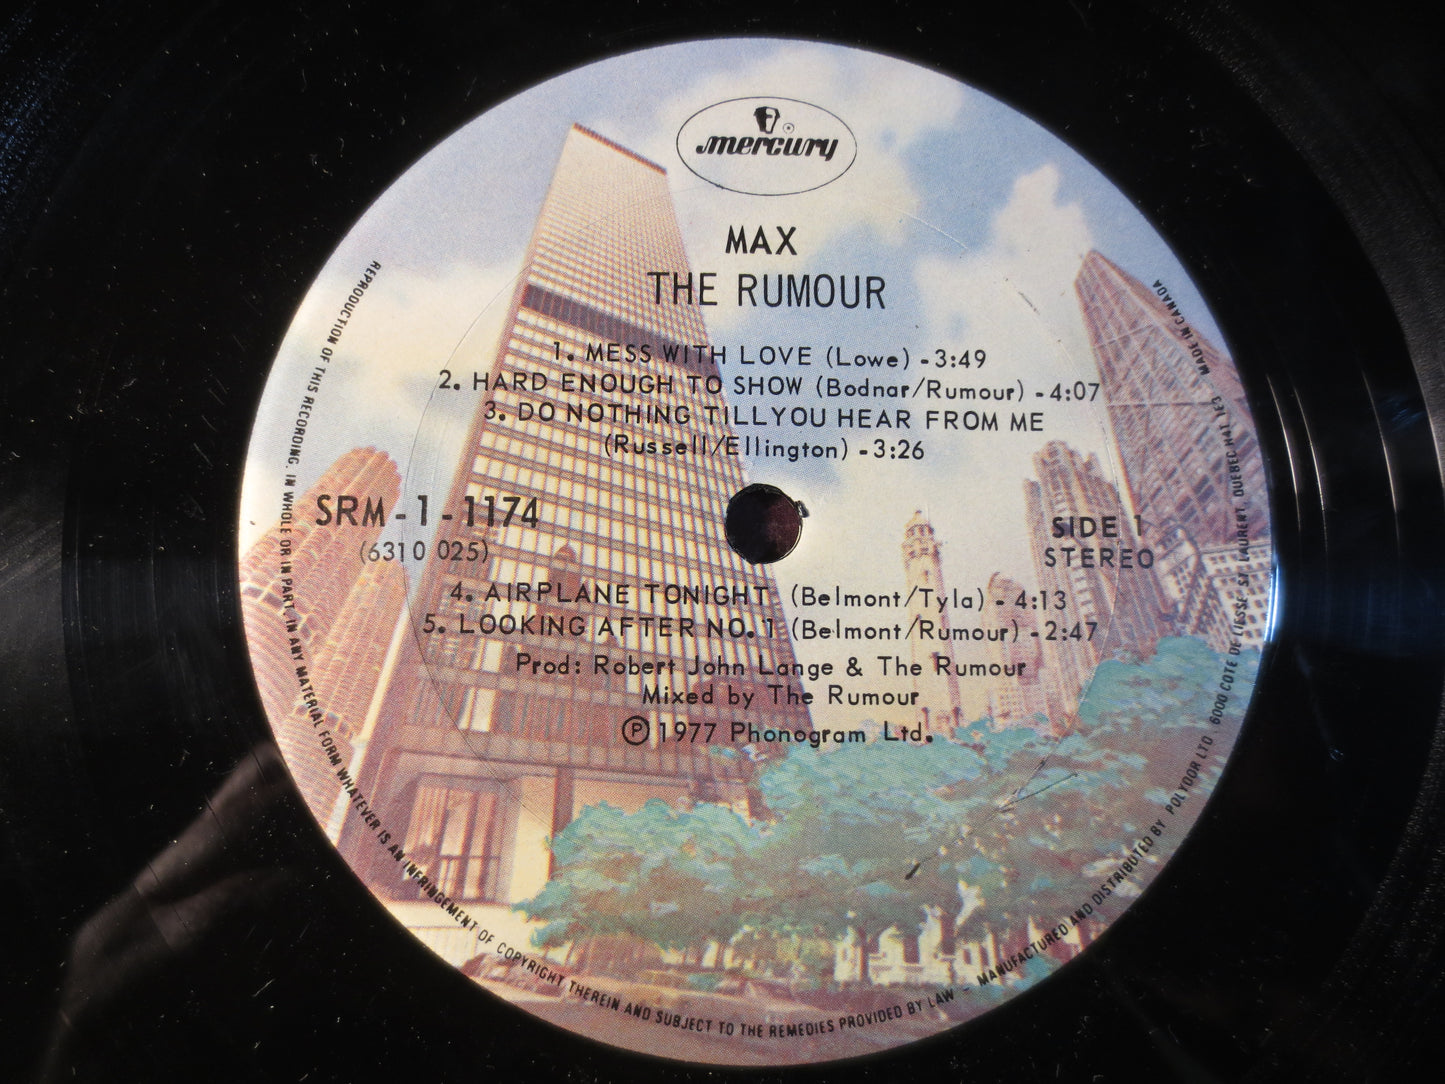 mercury
MAX
THE RUMOUR
1. MESS WITH LOVE (Lowe) - 3:49
2. HARD ENOUGH TO SHOW (Bodnar/Rumour) - 4:07
3. DO NOTHING TILL YOU HEAR FROM ME
(Russell/Ellington) - 3:26
SRM - 1 - 1174
(6310 025)
SIDE 1
STEREO
4. AIRPLANE TONIGHT (Belmont/Tyla) - 4:13
5. LOOKING AFTER NO. 1 (Belmont/Rumour) - 2:47
Prod: Robert John Lange & The Rumour
Mixed by The Rumour
Ⓟ 1977 Phonogram Ltd.
REPRODUCTION OF THIS RECORDING, IN WHOLE OR IN PART, IN ANY MATERIAL FORM WHATEVER IS AN INFRINGEMENT OF COPYRIGHT THEREIN AND SUBJECT TO THE REMEDIES PROVIDED BY LAW – MANUFACTURED AND DISTRIBUTED BY POLYDOR LTD. 6000 COTE DE LIESSE, ST. LAURENT, QUEBEC H4T 1E3 – MADE IN CANADA